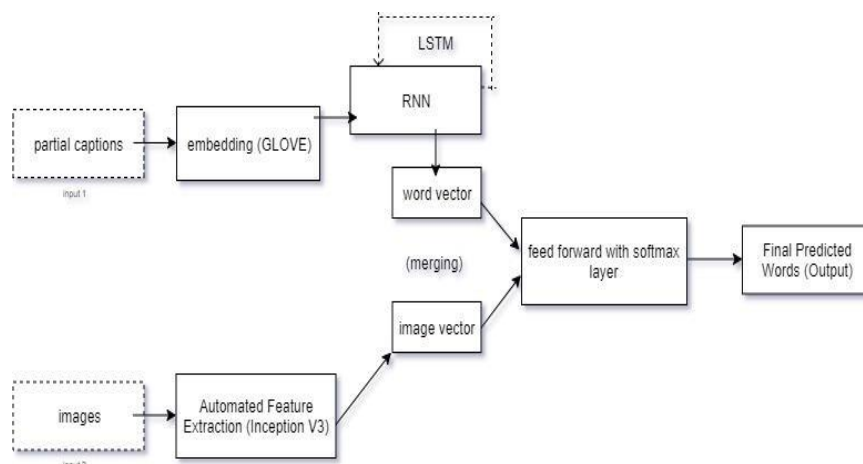 LSTM
RNN
partial captions
embedding (GLOVE)
input 1
word vector
(merging)
feed forward with softmax
layer
Final Predicted
Words (Output)
image vector
images
Automated Feature
Extraction (Inception V3)